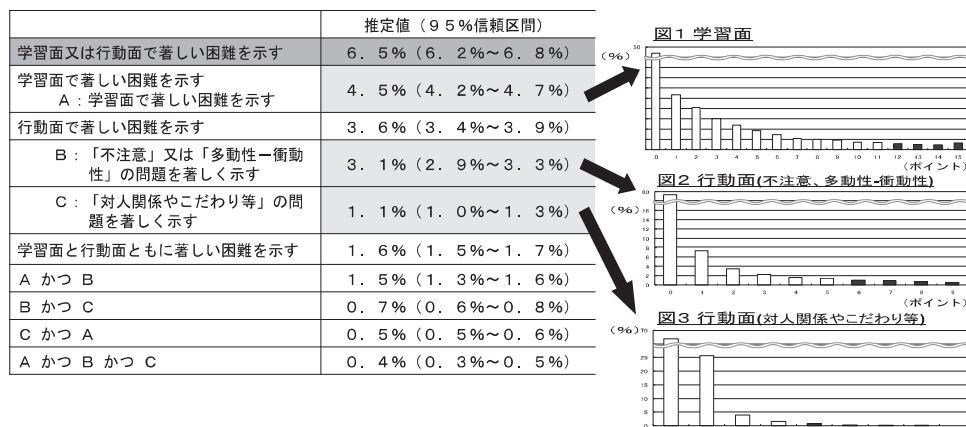 推定値（９５％信頼区間）
学習面又は行動面で著しい困難を示す
６．５％（６．２％～６．８％）
学習面で著しい困難を示す
A：学習面で著しい困難を示す
４．５％（４．２％～４．７％）
行動面で著しい困難を示す
３．６％（３．４％～３．９％）
B：「不注意」又は「多動性－衝動
性」の問題を著しく示す
３．１％（２．９％～３．３％）
C：「対人関係やこだわり等」の問
題を著しく示す
１．１％（１．０％～１．３％）
学習面と行動面ともに著しい困難を示す
１．６％（１．５％～１．７％）
A かつ B
１．５％（１．３％～１．６％）
B かつ C
０．７％（０．６％～０．８％）
C かつ A
０．５％（０．５％～０．６％）
A かつ B かつ C
０．４％（０．３％～０．５％）
図1 学習面
(%)
50
0 1 2 3 4 5 6 7 8 9 10 11 12 13 14 15
(ポイント)
図2 行動面(不注意、多動性-衝動性)
(%)
18
16
14
12
10
8
6
4
2
0
0 1 2 3 4 5 6 7 8 9
(ポイント)
図3 行動面(対人関係やこだわり等)
(%)
70
25
20
15
10
5
0